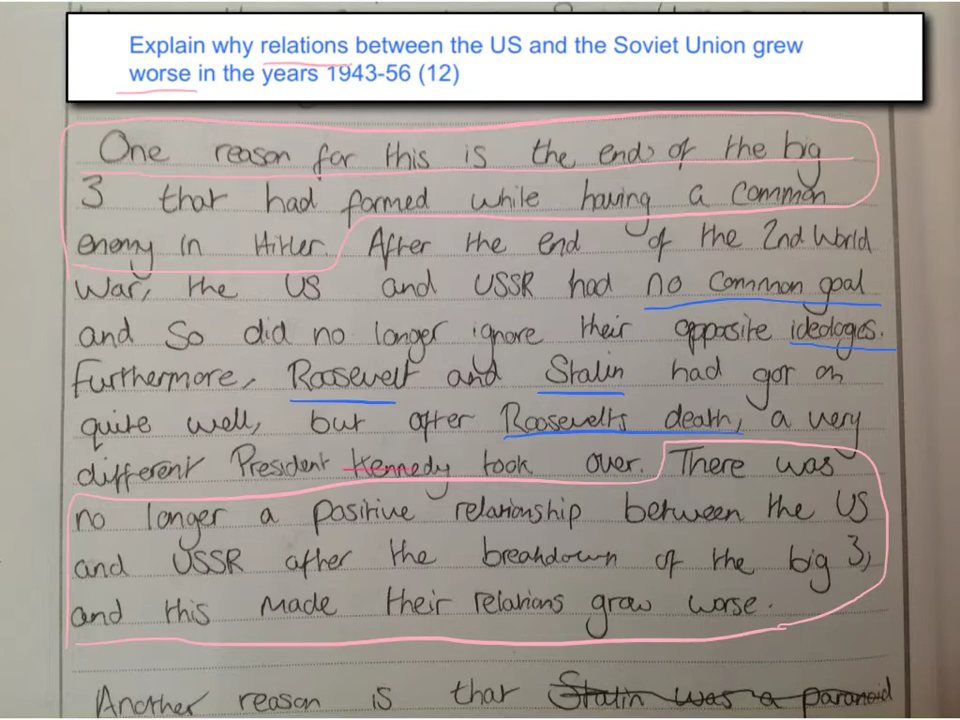 Explain why relations between the US and the Soviet Union grew
worse in the years 1943-56 (12)
One reason for this is the end of the big
3 that had formed while having a common
enemy in Hitler. After the end of the 2nd World
War, the US and USSR had no common goal
and so did no longer ignore their opposite ideologies.
Furthermore, Roosevelt and Stalin had got on
quite well, but after Roosevelts death, a very
different President Kennedy took over. There was
no longer a positive relationship between the US
and USSR after the breakdown of the big 3,
and this made their relations grow worse.
Another reason is that Stalin was a paranoid